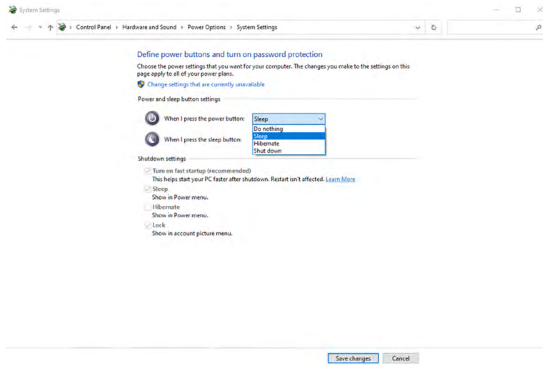 System Settings
Control Panel > Hardware and Sound > Power Options > System Settings
Define power buttons and turn on password protection
Choose the power settings that you want for your computer. The changes you make to the settings on this
page apply to all of your power plans.
Change settings that are currently unavailable
Power and sleep button settings
When I press the power button: Sleep
Do nothing
Sleep
Hibernate
Shut down
When I press the sleep button:
Shutdown settings
Turn on fast startup (recommended)
This helps start your PC faster after shutdown. Restart isn't affected. Learn More
Sleep
Show in Power menu.
Hibernate
Show in Power menu.
Lock
Show in account picture menu.
Save changes Cancel